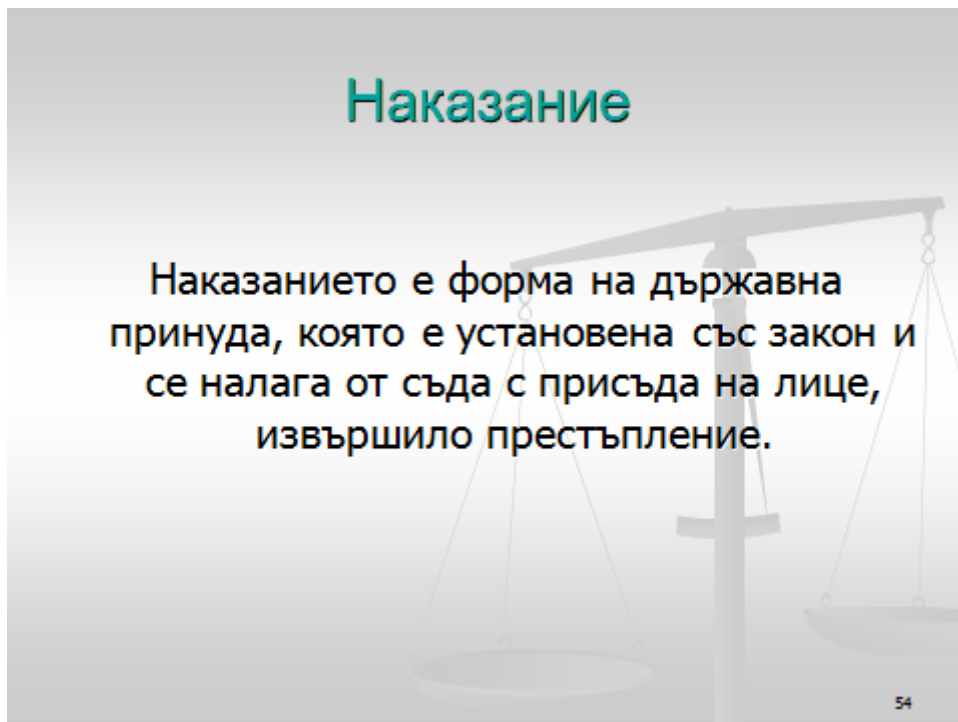 Наказание
Наказанието е форма на държавна
принуда, която е установена със закон и
се налага от съда с присъда на лице,
извършило престъпление.
54